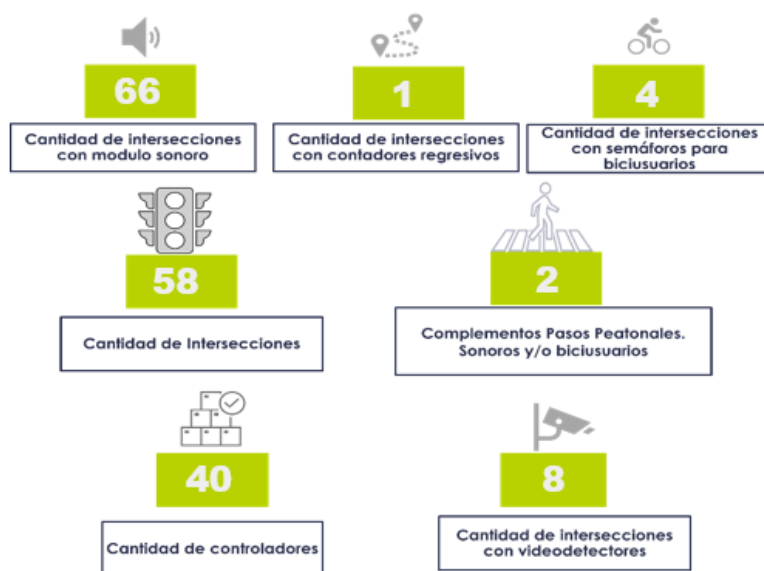 66
Cantidad de intersecciones
con modulo sonoro
1
Cantidad de intersecciones
con contadores regresivos
4
Cantidad de intersecciones
con semáforos para
biciusuarios
58
Cantidad de Intersecciones
2
Complementos Pasos Peatonales.
Sonoros y/o biciusuarios
40
Cantidad de controladores
8
Cantidad de intersecciones
con videodetectores